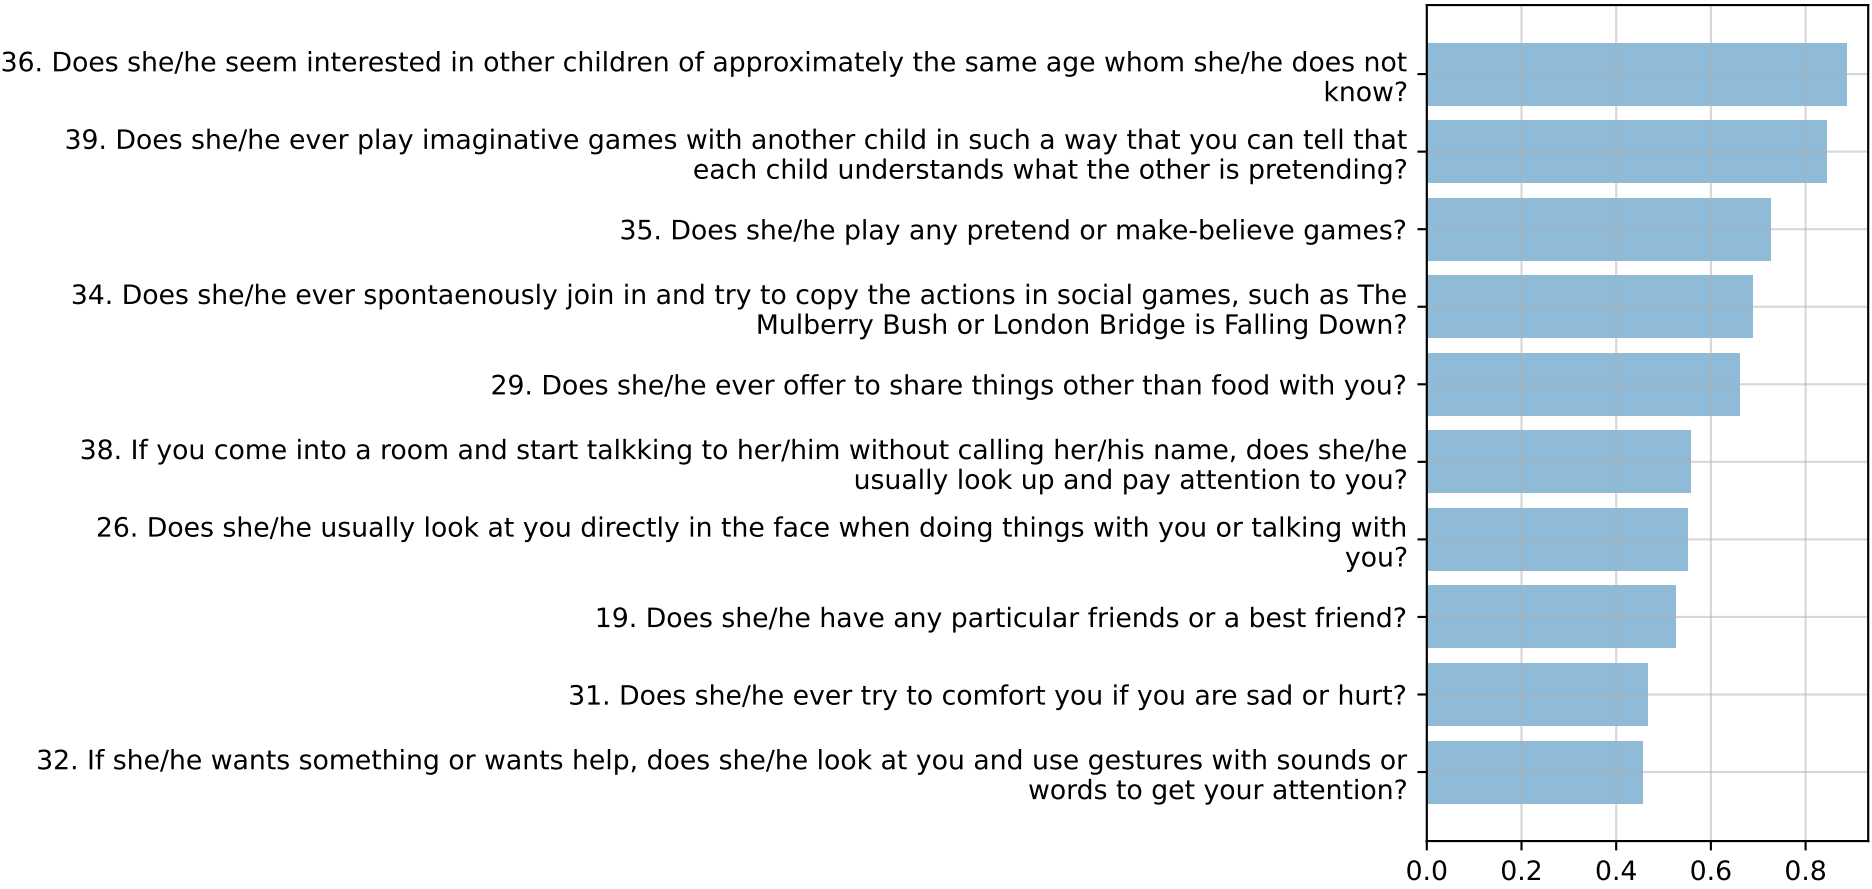 36. Does she/he seem interested in other children of approximately the same age whom she/he does not
know?
39. Does she/he ever play imaginative games with another child in such a way that you can tell that
each child understands what the other is pretending?
35. Does she/he play any pretend or make-believe games?
34. Does she/he ever spontaenously join in and try to copy the actions in social games, such as The
Mulberry Bush or London Bridge is Falling Down?
29. Does she/he ever offer to share things other than food with you?
38. If you come into a room and start talkking to her/him without calling her/his name, does she/he
usually look up and pay attention to you?
26. Does she/he usually look at you directly in the face when doing things with you or talking with
you?
19. Does she/he have any particular friends or a best friend?
31. Does she/he ever try to comfort you if you are sad or hurt?
32. If she/he wants something or wants help, does she/he look at you and use gestures with sounds or
words to get your attention?
0.0 0.2 0.4 0.6 0.8